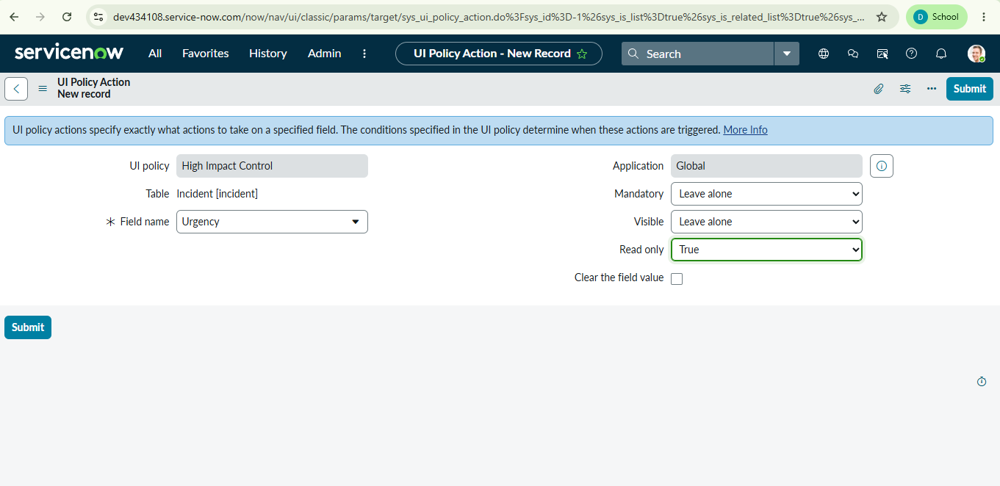 dev434108.service-now.com/now/nav/ui/classic/params/target/sys_ui_policy_action.do%3Fsys_id%3D-1%26sys_is_list%3Dtrue%26sys_is_related_list%3Dtrue%26sys_...
D School
servicenow All Favorites History Admin UI Policy Action - New Record Search
UI Policy Action
New record
Submit
UI policy actions specify exactly what actions to take on a specified field. The conditions specified in the UI policy determine when these actions are triggered. More Info
UI policy High Impact Control
Application Global
Table Incident [incident]
Mandatory Leave alone
Field name Urgency
Visible Leave alone
Read only True
Clear the field value
Submit